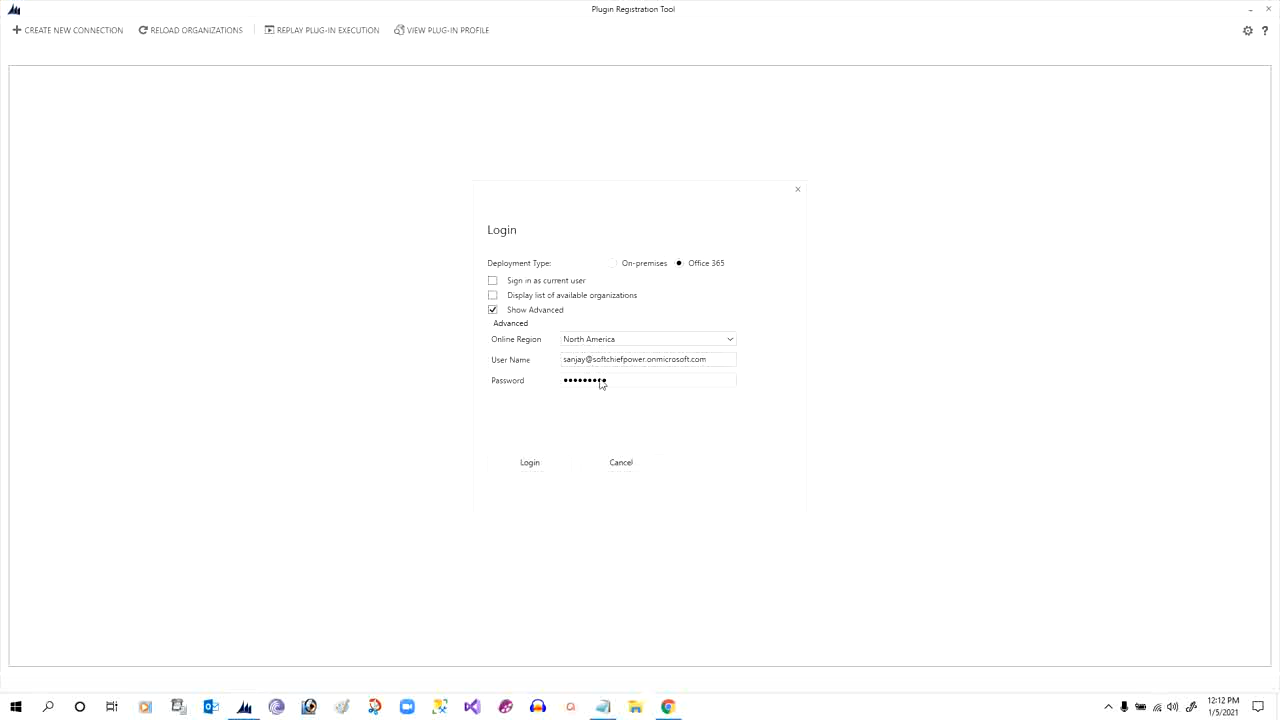 Plugin Registration Tool
CREATE NEW CONNECTION RELOAD ORGANIZATIONS REPLAY PLUG-IN EXECUTION VIEW PLUG-IN PROFILE
Login
Deployment Type: On-premises Office 365
Sign in as current user
Display list of available organizations
Show Advanced
Advanced
Online Region North America
User Name sanjay@softchiefpower.onmicrosoft.com
Password
Login Cancel
12:12 PM
1/5/2021